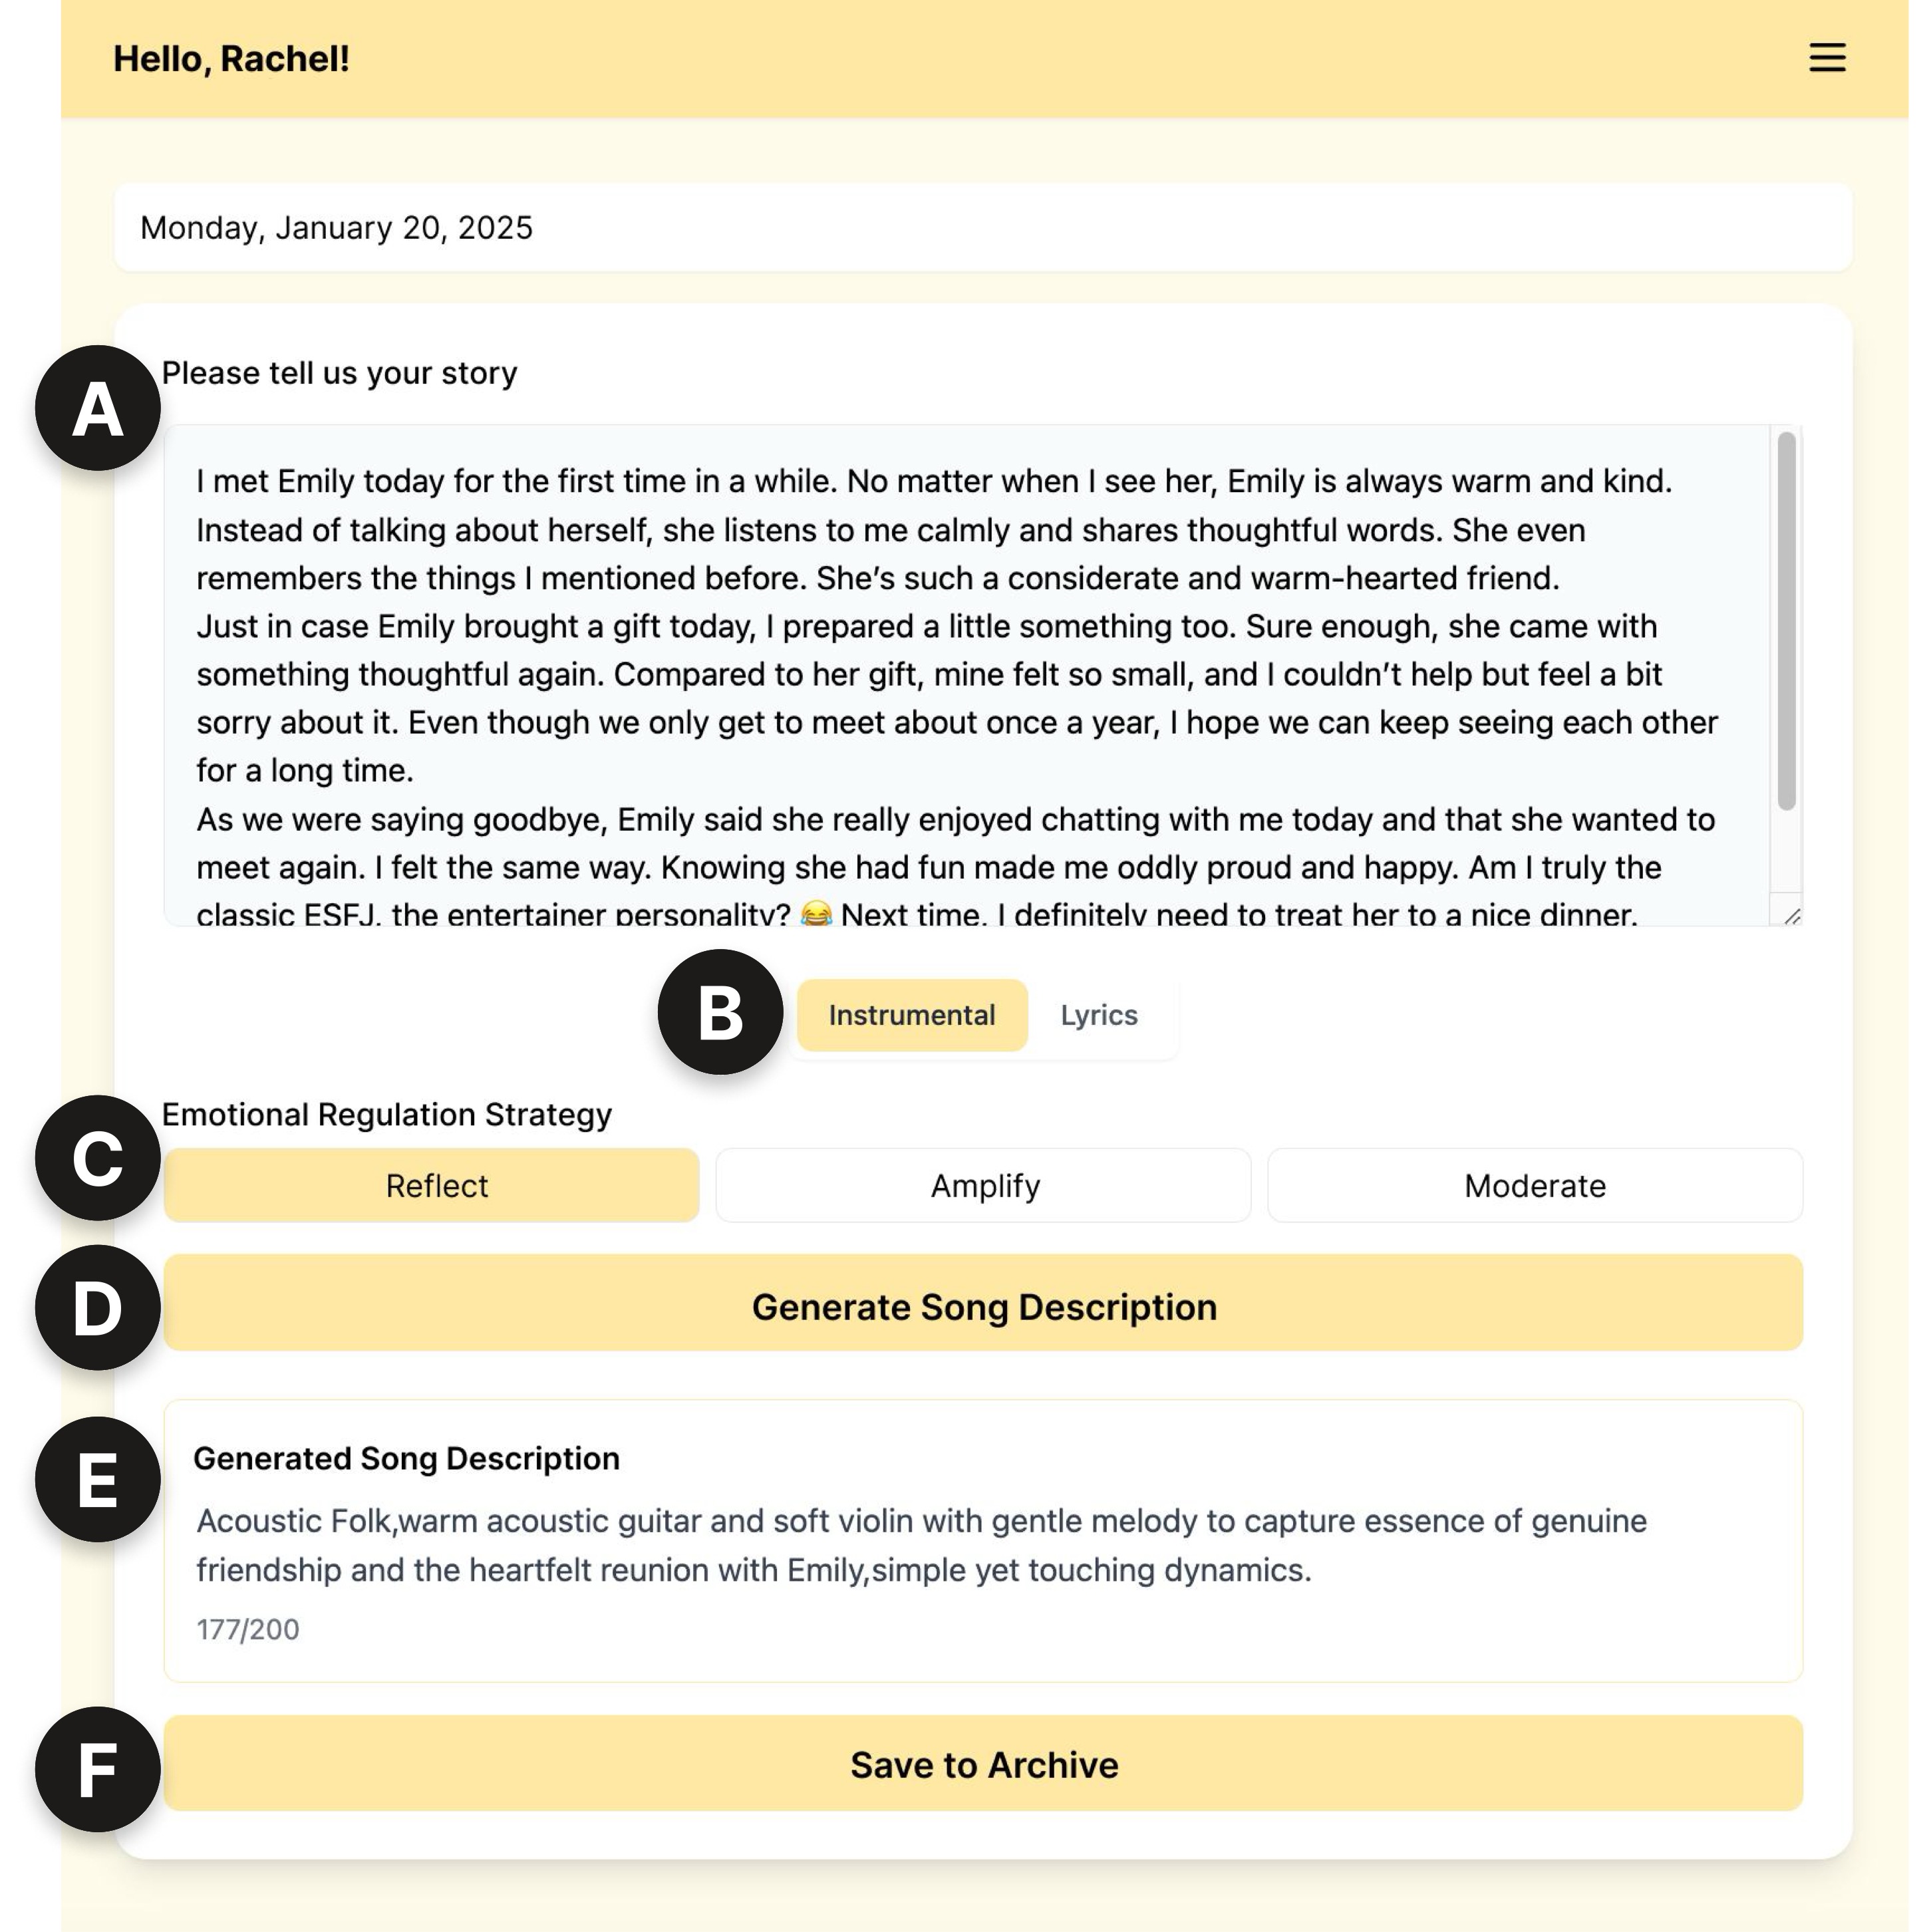 Hello, Rachel!
Monday, January 20, 2025
A
Please tell us your story
I met Emily today for the first time in a while. No matter when I see her, Emily is always warm and kind.
Instead of talking about herself, she listens to me calmly and shares thoughtful words. She even
remembers the things I mentioned before. She’s such a considerate and warm-hearted friend.
Just in case Emily brought a gift today, I prepared a little something too. Sure enough, she came with
something thoughtful again. Compared to her gift, mine felt so small, and I couldn’t help but feel a bit
sorry about it. Even though we only get to meet about once a year, I hope we can keep seeing each other
for a long time.
As we were saying goodbye, Emily said she really enjoyed chatting with me today and that she wanted to
meet again. I felt the same way. Knowing she had fun made me oddly proud and happy. Am I truly the
classic ESFJ, the entertainer personality? 😂 Next time, I definitely need to treat her to a nice dinner.
B
Instrumental Lyrics
C
Emotional Regulation Strategy
Reflect Amplify Moderate
D
Generate Song Description
E
Generated Song Description
Acoustic Folk,warm acoustic guitar and soft violin with gentle melody to capture essence of genuine
friendship and the heartfelt reunion with Emily,simple yet touching dynamics.
177/200
F
Save to Archive